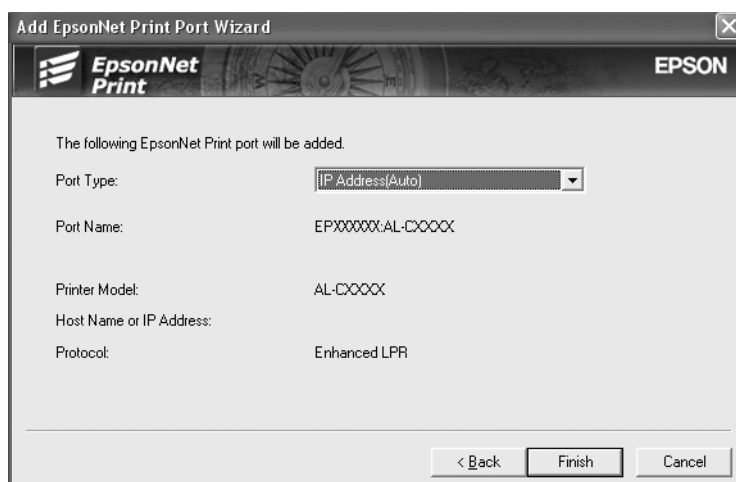 Add EpsonNet Print Port Wizard
EpsonNet
Print
EPSON
The following EpsonNet Print port will be added.
Port Type: IP Address(Auto)
Port Name: EPXXXXXX:AL-CXXXX
Printer Model: AL-CXXXX
Host Name or IP Address:
Protocol: Enhanced LPR
< Back Finish Cancel